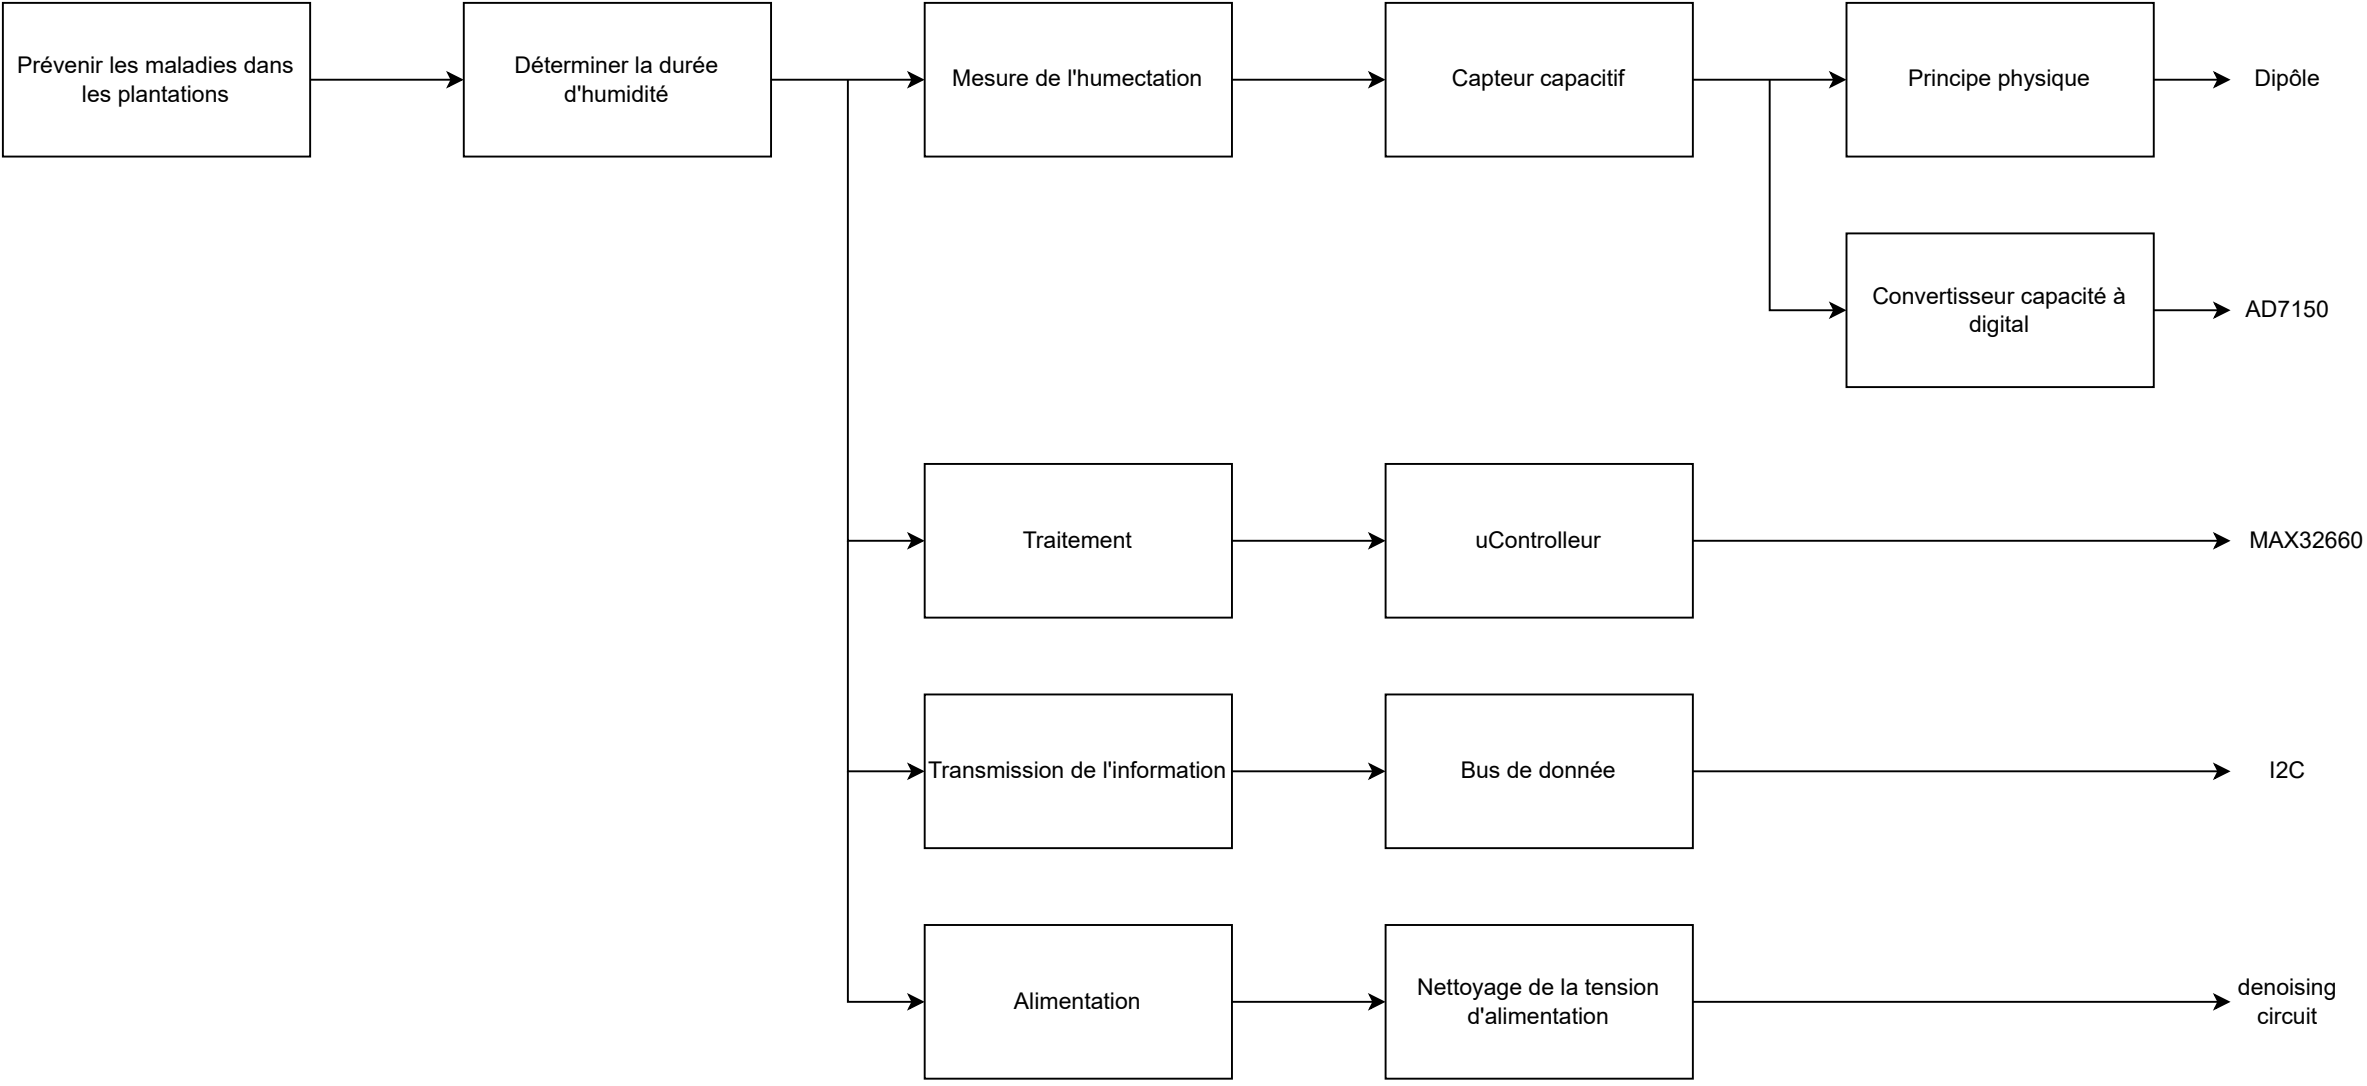 Prévenir les maladies dans
les plantations
Déterminer la durée
d'humidité
Mesure de l'humectation
Capteur capacitif
Principe physique
Dipôle
Convertisseur capacité à
digital
AD7150
Traitement
uControlleur
MAX32660
Transmission de l'information
Bus de donnée
I2C
Alimentation
Nettoyage de la tension
d'alimentation
denoising
circuit